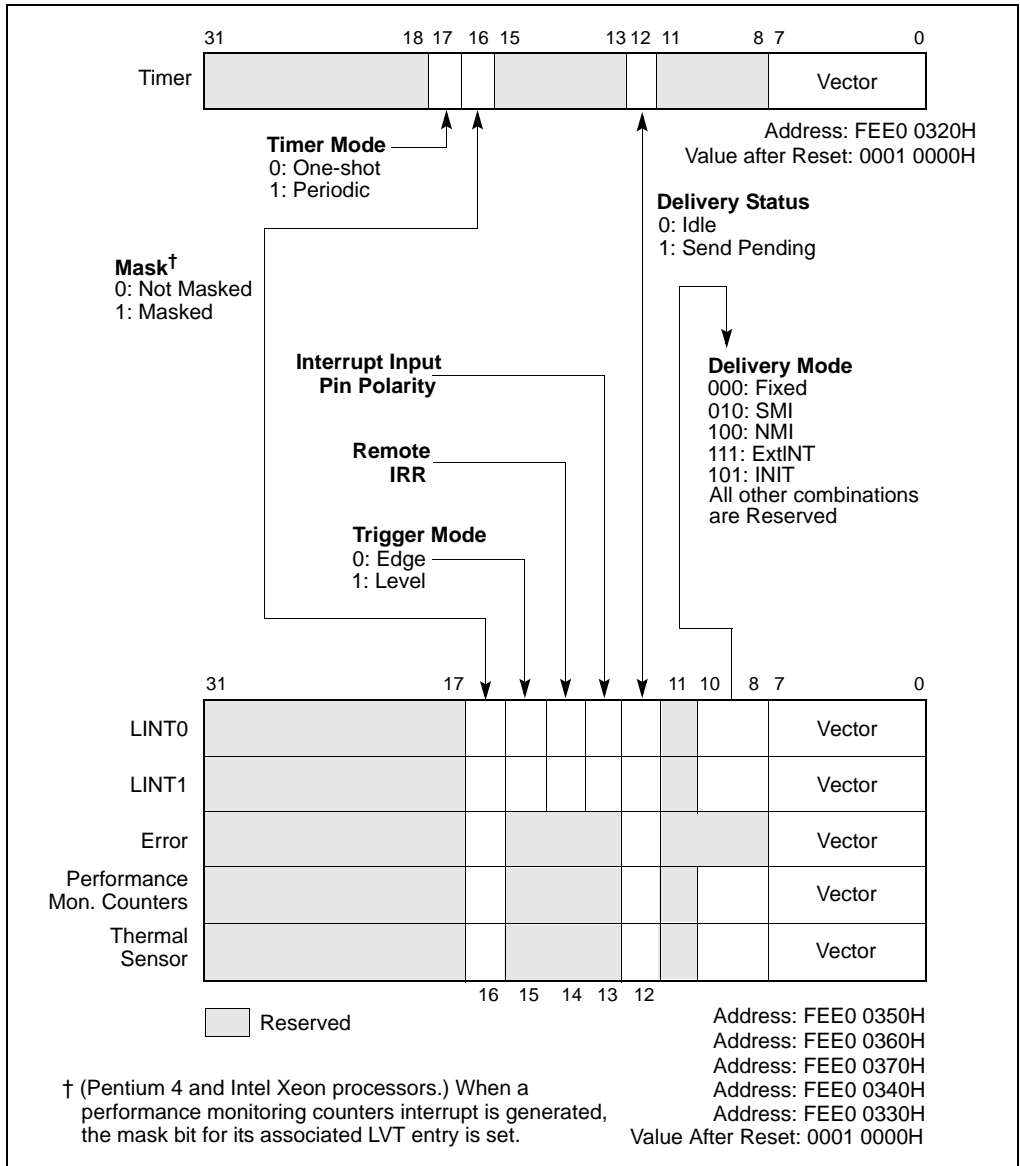 31 18 17 16 15 13 12 11 8 7 0
Timer Vector
Address: FEE0 0320H
Value after Reset: 0001 0000H
Timer Mode
0: One-shot
1: Periodic
Delivery Status
0: Idle
1: Send Pending
Mask†
0: Not Masked
1: Masked
Interrupt Input
Pin Polarity
Delivery Mode
000: Fixed
010: SMI
100: NMI
111: ExtlNT
101: INIT
All other combinations
are Reserved
Remote
IRR
Trigger Mode
0: Edge
1: Level
31 17 11 10 8 7 0
LINT0 Vector
LINT1 Vector
Error Vector
Performance
Mon. Counters Vector
Thermal
Sensor Vector
16 15 14 13 12
Reserved
Address: FEE0 0350H
Address: FEE0 0360H
Address: FEE0 0370H
Address: FEE0 0340H
Address: FEE0 0330H
Value After Reset: 0001 0000H
† (Pentium 4 and Intel Xeon processors.) When a
performance monitoring counters interrupt is generated,
the mask bit for its associated LVT entry is set.